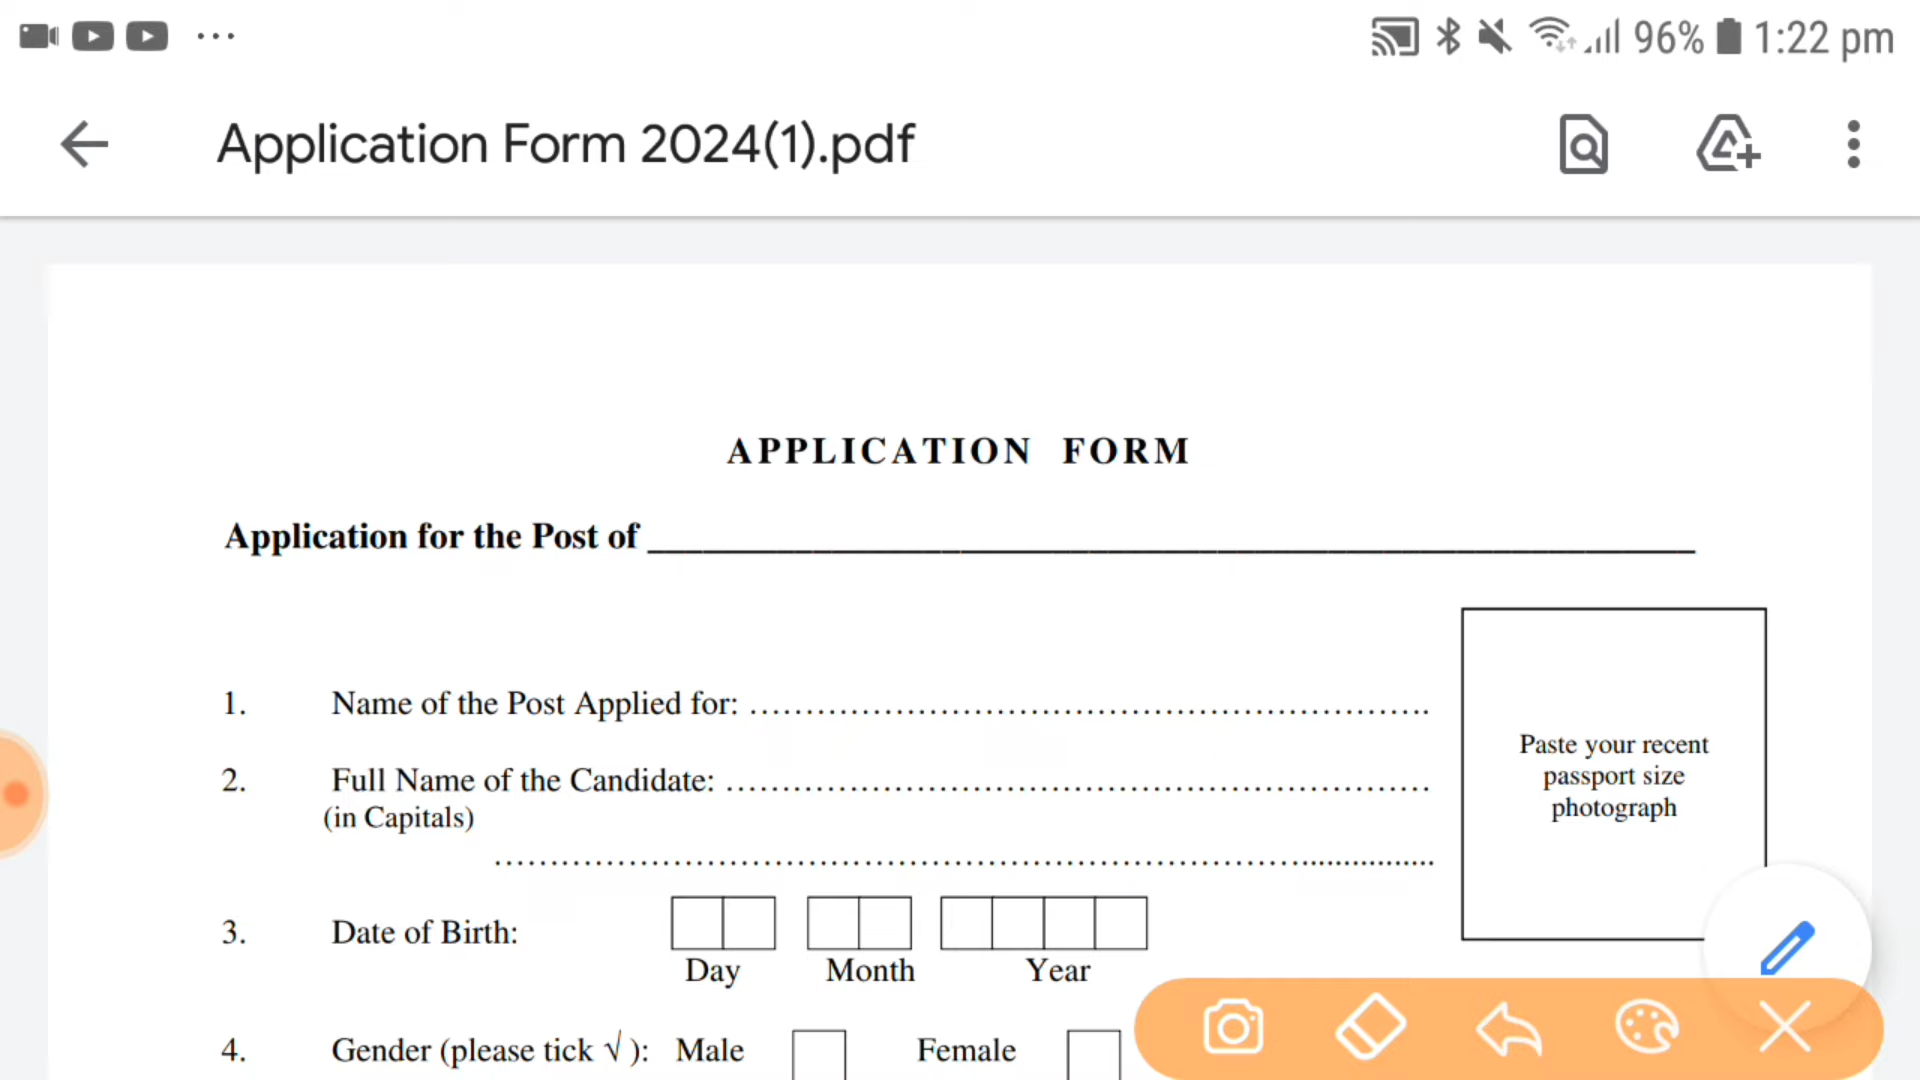 96% 1:22 pm
Application Form 2024(1).pdf
APPLICATION FORM
Application for the Post of ____________________________________________
1. Name of the Post Applied for: ………………………………………………………………….
2. Full Name of the Candidate: …………………………………………………………………
(in Capitals)
………………………………………………………………………...............
3. Date of Birth:
Day Month Year
4. Gender (please tick √ ): Male Female
Paste your recent
passport size
photograph